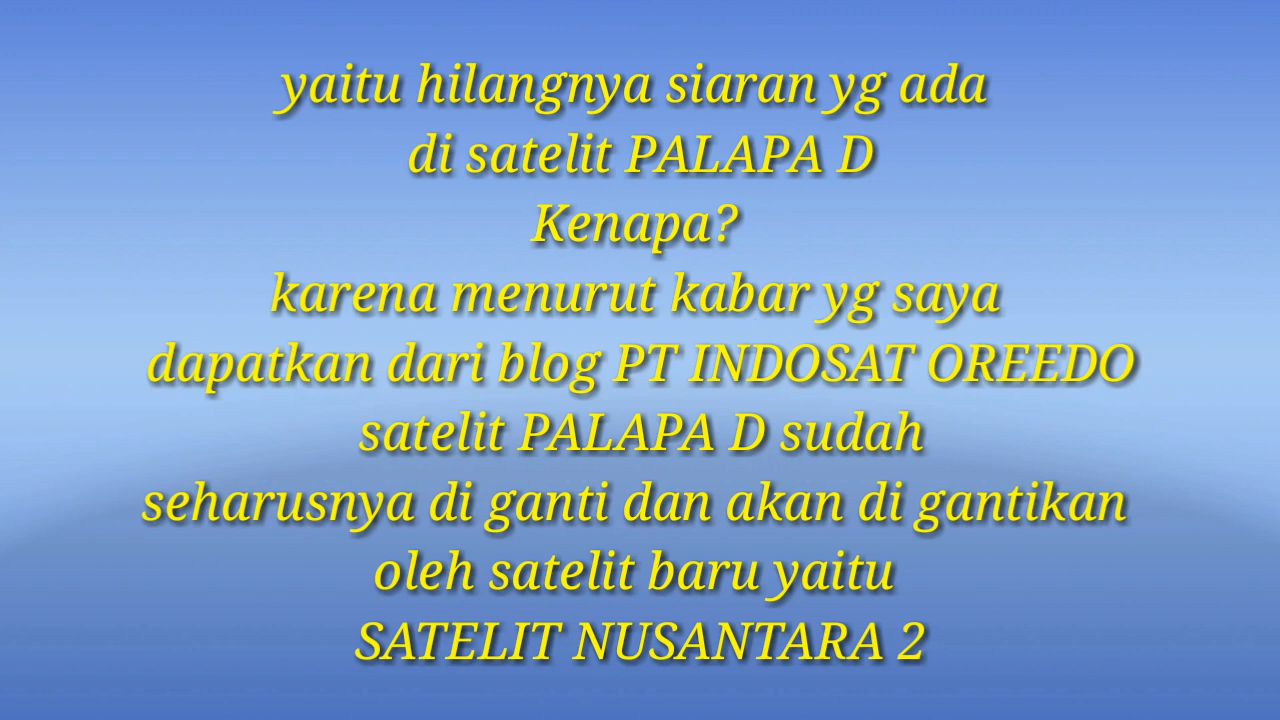 yaitu hilangnya siaran yg ada
di satelit PALAPA D
Kenapa?
karena menurut kabar yg saya
dapatkan dari blog PT INDOSAT OREEDO
satelit PALAPA D sudah
seharusnya di ganti dan akan di gantikan
oleh satelit baru yaitu
SATELIT NUSANTARA 2